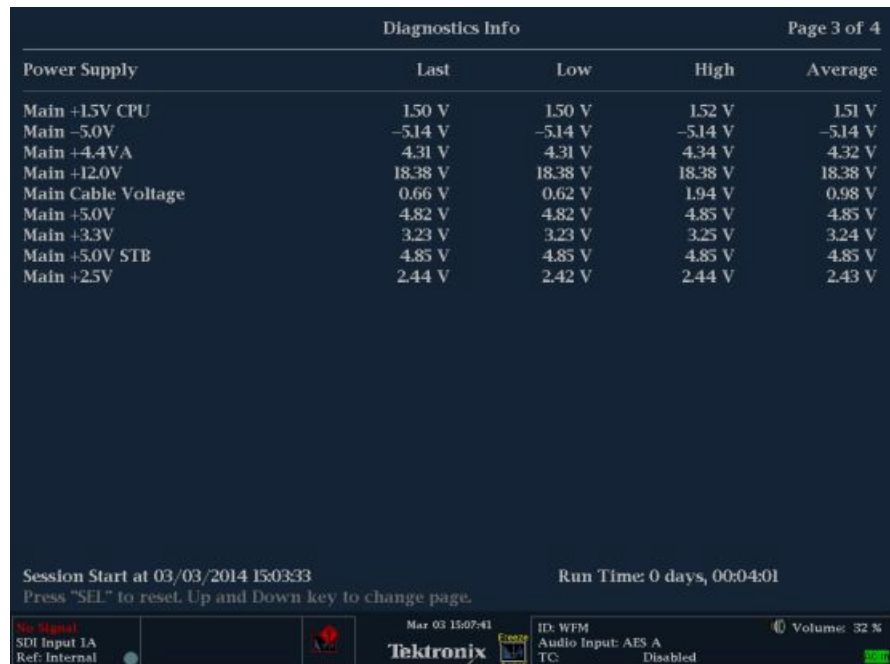 Diagnostics Info Page 3 of 4
Power Supply Last Low High Average
Main +1.5V CPU 1.50 V 1.50 V 1.52 V 1.51 V
Main –5.0V –5.14 V –5.14 V –5.14 V –5.14 V
Main +4.4VA 4.31 V 4.31 V 4.34 V 4.32 V
Main +12.0V 18.38 V 18.38 V 18.38 V 18.38 V
Main Cable Voltage 0.66 V 0.62 V 1.94 V 0.98 V
Main +5.0V 4.82 V 4.82 V 4.85 V 4.85 V
Main +3.3V 3.23 V 3.23 V 3.25 V 3.24 V
Main +5.0V STB 4.85 V 4.85 V 4.85 V 4.85 V
Main +2.5V 2.44 V 2.42 V 2.44 V 2.43 V
Session Start at 03/03/2014 15:03:33 Run Time: 0 days, 00:04:01
Press "SEL" to reset. Up and Down key to change page.
No Signal Mar 03 15:07:41 ID: WFM Volume: 32 %
SDI Input 1A Tektronix Freeze Audio Input: AES A
Ref: Internal TC: Disabled